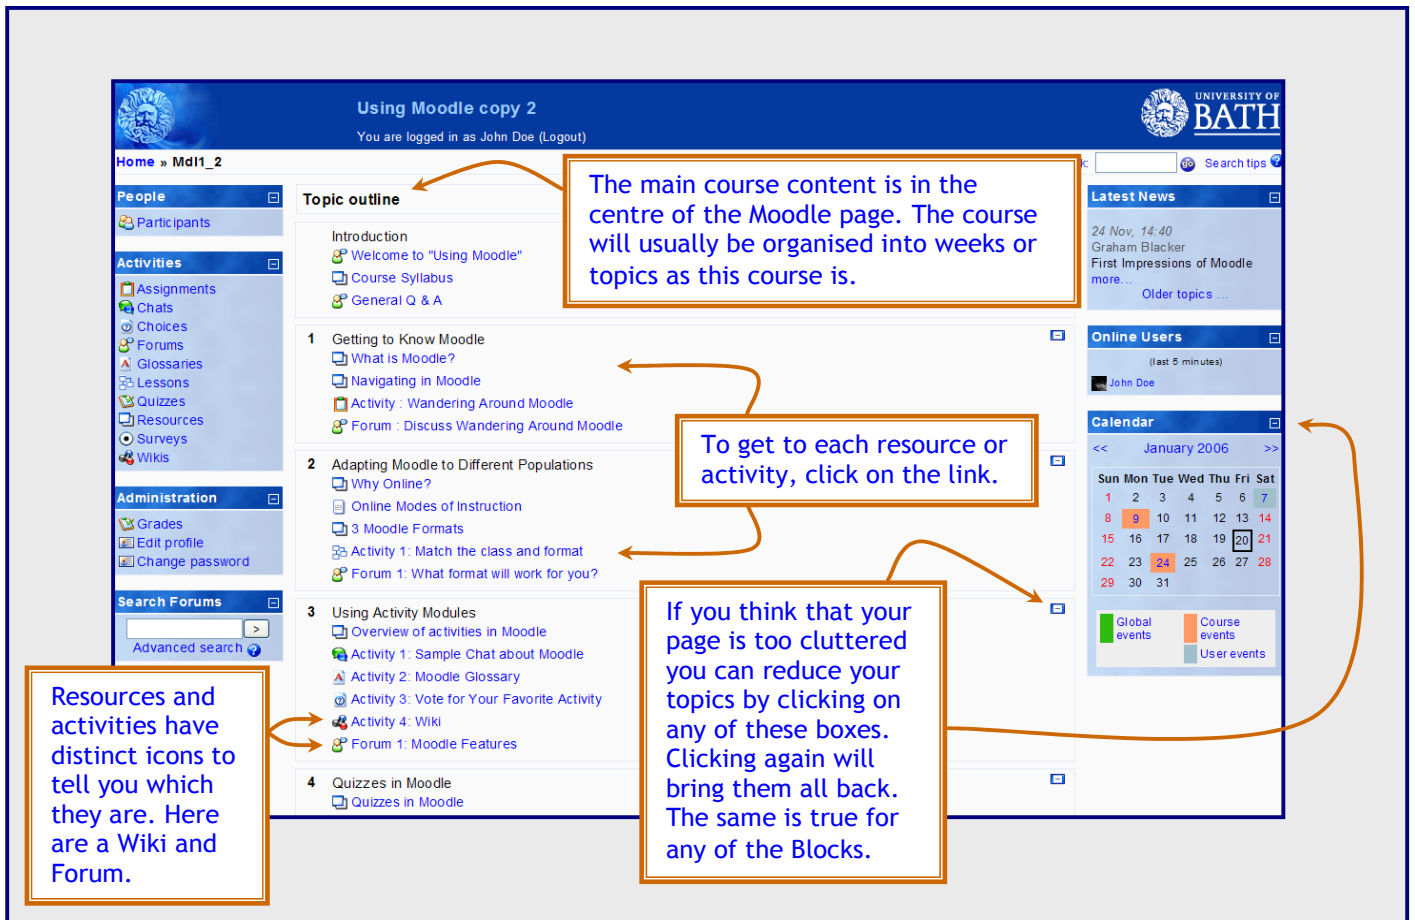 Using Moodle copy 2
You are logged in as John Doe (Logout)
UNIVERSITY OF
BATH
Home » Mdl1_2
Search tips
People
Participants
Activities
Assignments
Chats
Choices
Forums
Glossaries
Lessons
Quizzes
Resources
Surveys
Wikis
Administration
Grades
Edit profile
Change password
Search Forums
>
Advanced search
Resources and
activities have
distinct icons to
tell you which
they are. Here
are a Wiki and
Forum.
Topic outline
The main course content is in the
centre of the Moodle page. The course
will usually be organised into weeks or
topics as this course is.
Introduction
Welcome to "Using Moodle"
Course Syllabus
General Q & A
1 Getting to Know Moodle
What is Moodle?
Navigating in Moodle
Activity : Wandering Around Moodle
Forum : Discuss Wandering Around Moodle
To get to each resource or
activity, click on the link.
2 Adapting Moodle to Different Populations
Why Online?
Online Modes of Instruction
3 Moodle Formats
Activity 1: Match the class and format
Forum 1: What format will work for you?
3 Using Activity Modules
Overview of activities in Moodle
Activity 1: Sample Chat about Moodle
Activity 2: Moodle Glossary
Activity 3: Vote for Your Favorite Activity
Activity 4: Wiki
Forum 1: Moodle Features
4 Quizzes in Moodle
Quizzes in Moodle
If you think that your
page is too cluttered
you can reduce your
topics by clicking on
any of these boxes.
Clicking again will
bring them all back.
The same is true for
any of the Blocks.
Latest News
24 Nov, 14:40
Graham Blacker
First Impressions of Moodle
more...
Older topics ...
Online Users
(last 5 minutes)
John Doe
Calendar
<< January 2006 >>
Sun Mon Tue Wed Thu Fri Sat
1 2 3 4 5 6 7
8 9 10 11 12 13 14
15 16 17 18 19 20 21
22 23 24 25 26 27 28
29 30 31
Global events
Course events
User events